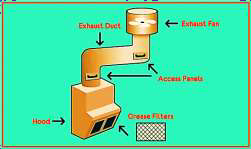 Exhaust Duct
Exhaust Fan
Access Panels
Grease Filters
Hood